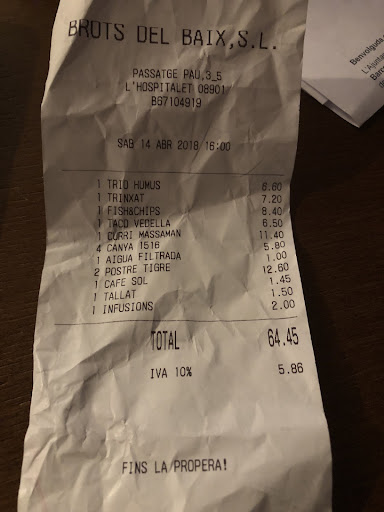 BRUTS DEL BAIX,S.L.
PASSATGE PAU,3_5
L'HOSPITALET 08901
B67104919
SAB 14 ABR 2018 16:00
1 TRIO HUMUS 6.60
1 TRINXAT 7.20
1 FISH&CHIPS 8.40
1 TACO VEDELLA 6.50
1 CURRI MASSAMAN 11.40
4 CANYA 1516 5.80
1 AIGUA FILTRADA 1.00
2 POSTRE TIGRE 12.60
1 CAFE SOL 1.45
1 TALLAT 1.50
1 INFUSIONS 2.00
TOTAL 64.45
IVA 10% 5.86
FINS LA PROPERA!
Benvolguda
L'Ajuntam